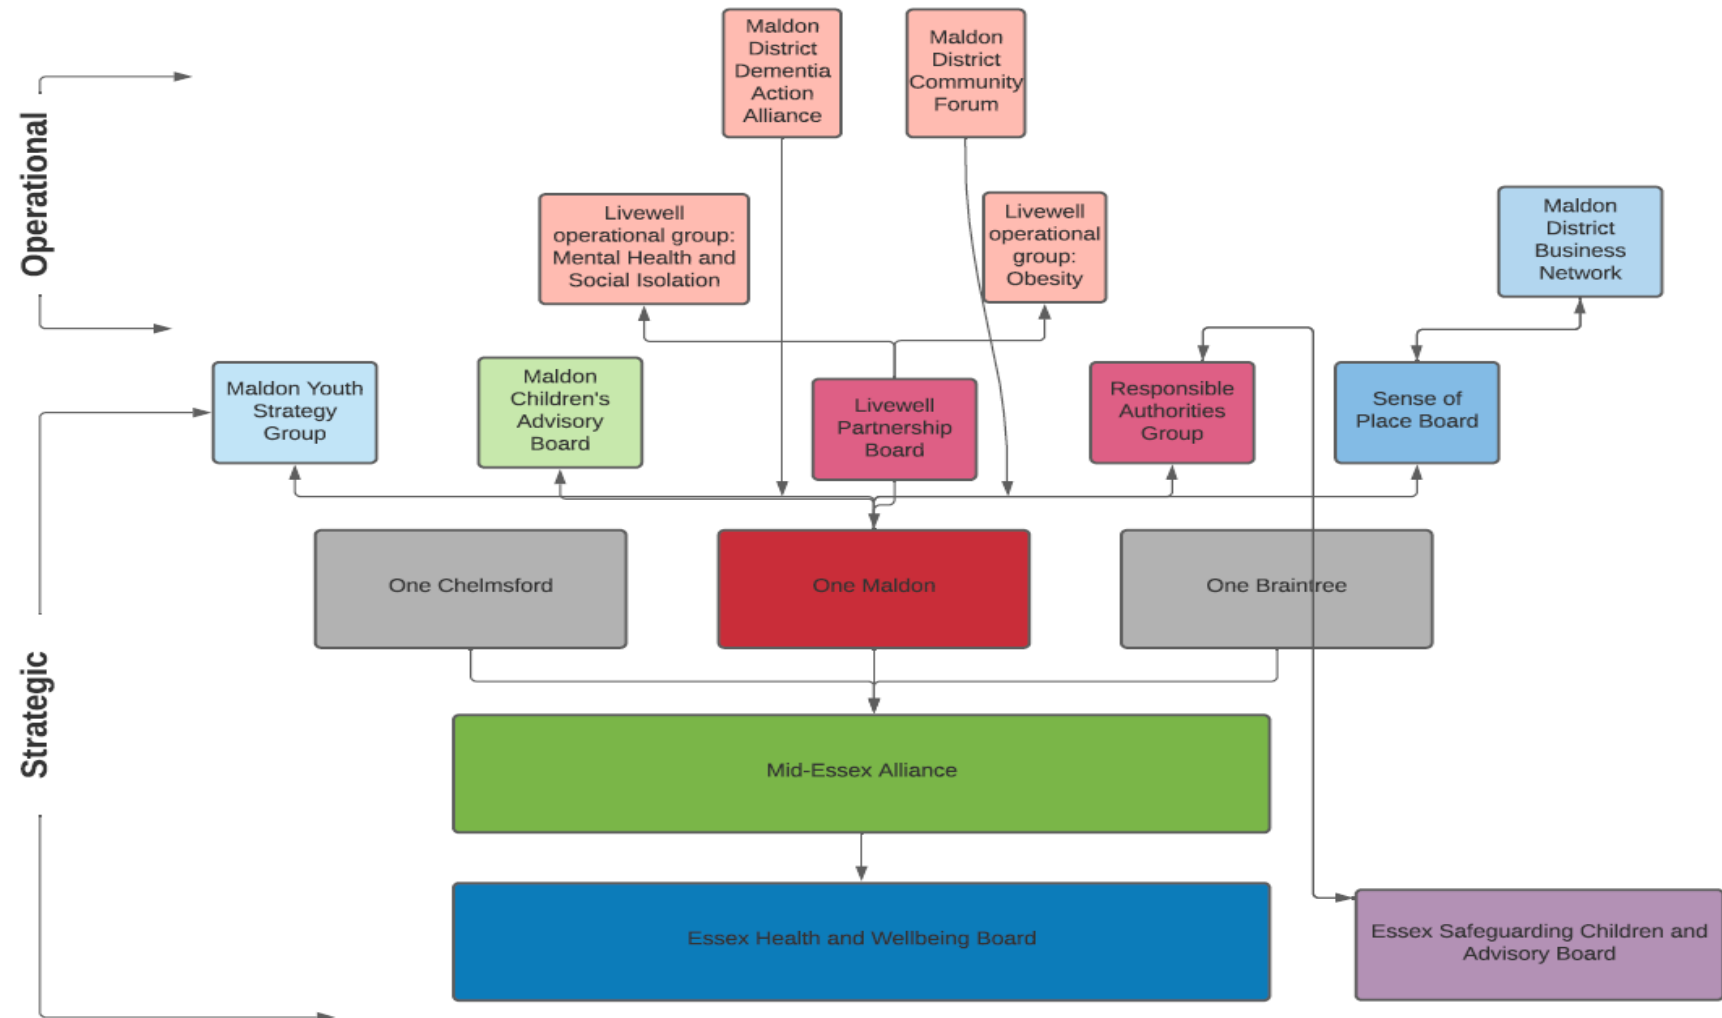 Maldon
District
Dementia
Action
Alliance
Maldon
District
Community
Forum
Operational
Livewell
operational group:
Mental Health and
Social Isolation
Livewell
operational
group:
Obesity
Maldon
District
Business
Network
Maldon Youth
Strategy
Group
Maldon
Children's
Advisory
Board
Livewell
Partnership
Board
Responsible
Authorities
Group
Sense of
Place Board
One Chelmsford
One Maldon
One Braintree
Strategic
Mid-Essex Alliance
Essex Health and Wellbeing Board
Essex Safeguarding Children and
Advisory Board